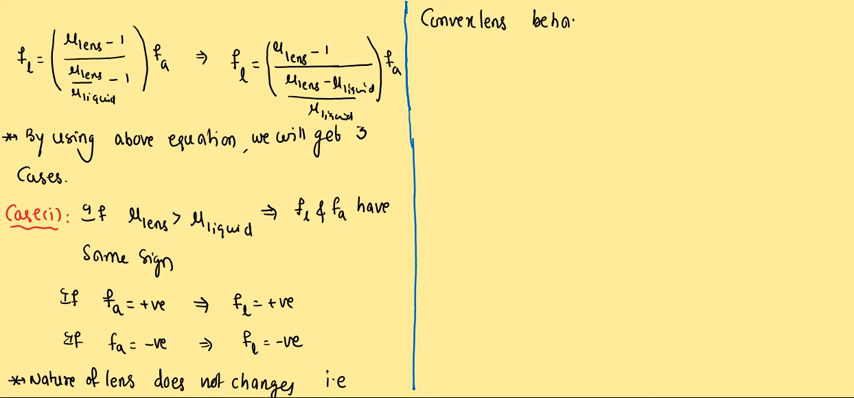 f_l = ( (μ_lens - 1) / (μ_lens/μ_liquid - 1) ) f_a ⇒ f_l = ( (μ_lens - 1) / ((μ_lens - μ_liquid)/μ_liquid) ) f_a
** By using above equation, we will get 3
Cases.
Case(i): If μ_lens > μ_liquid ⇒ f_l & f_a have
Same sign
If f_a = +ve ⇒ f_l = +ve
If f_a = -ve ⇒ f_l = -ve
** Nature of lens does not changes i.e
Convex lens beha